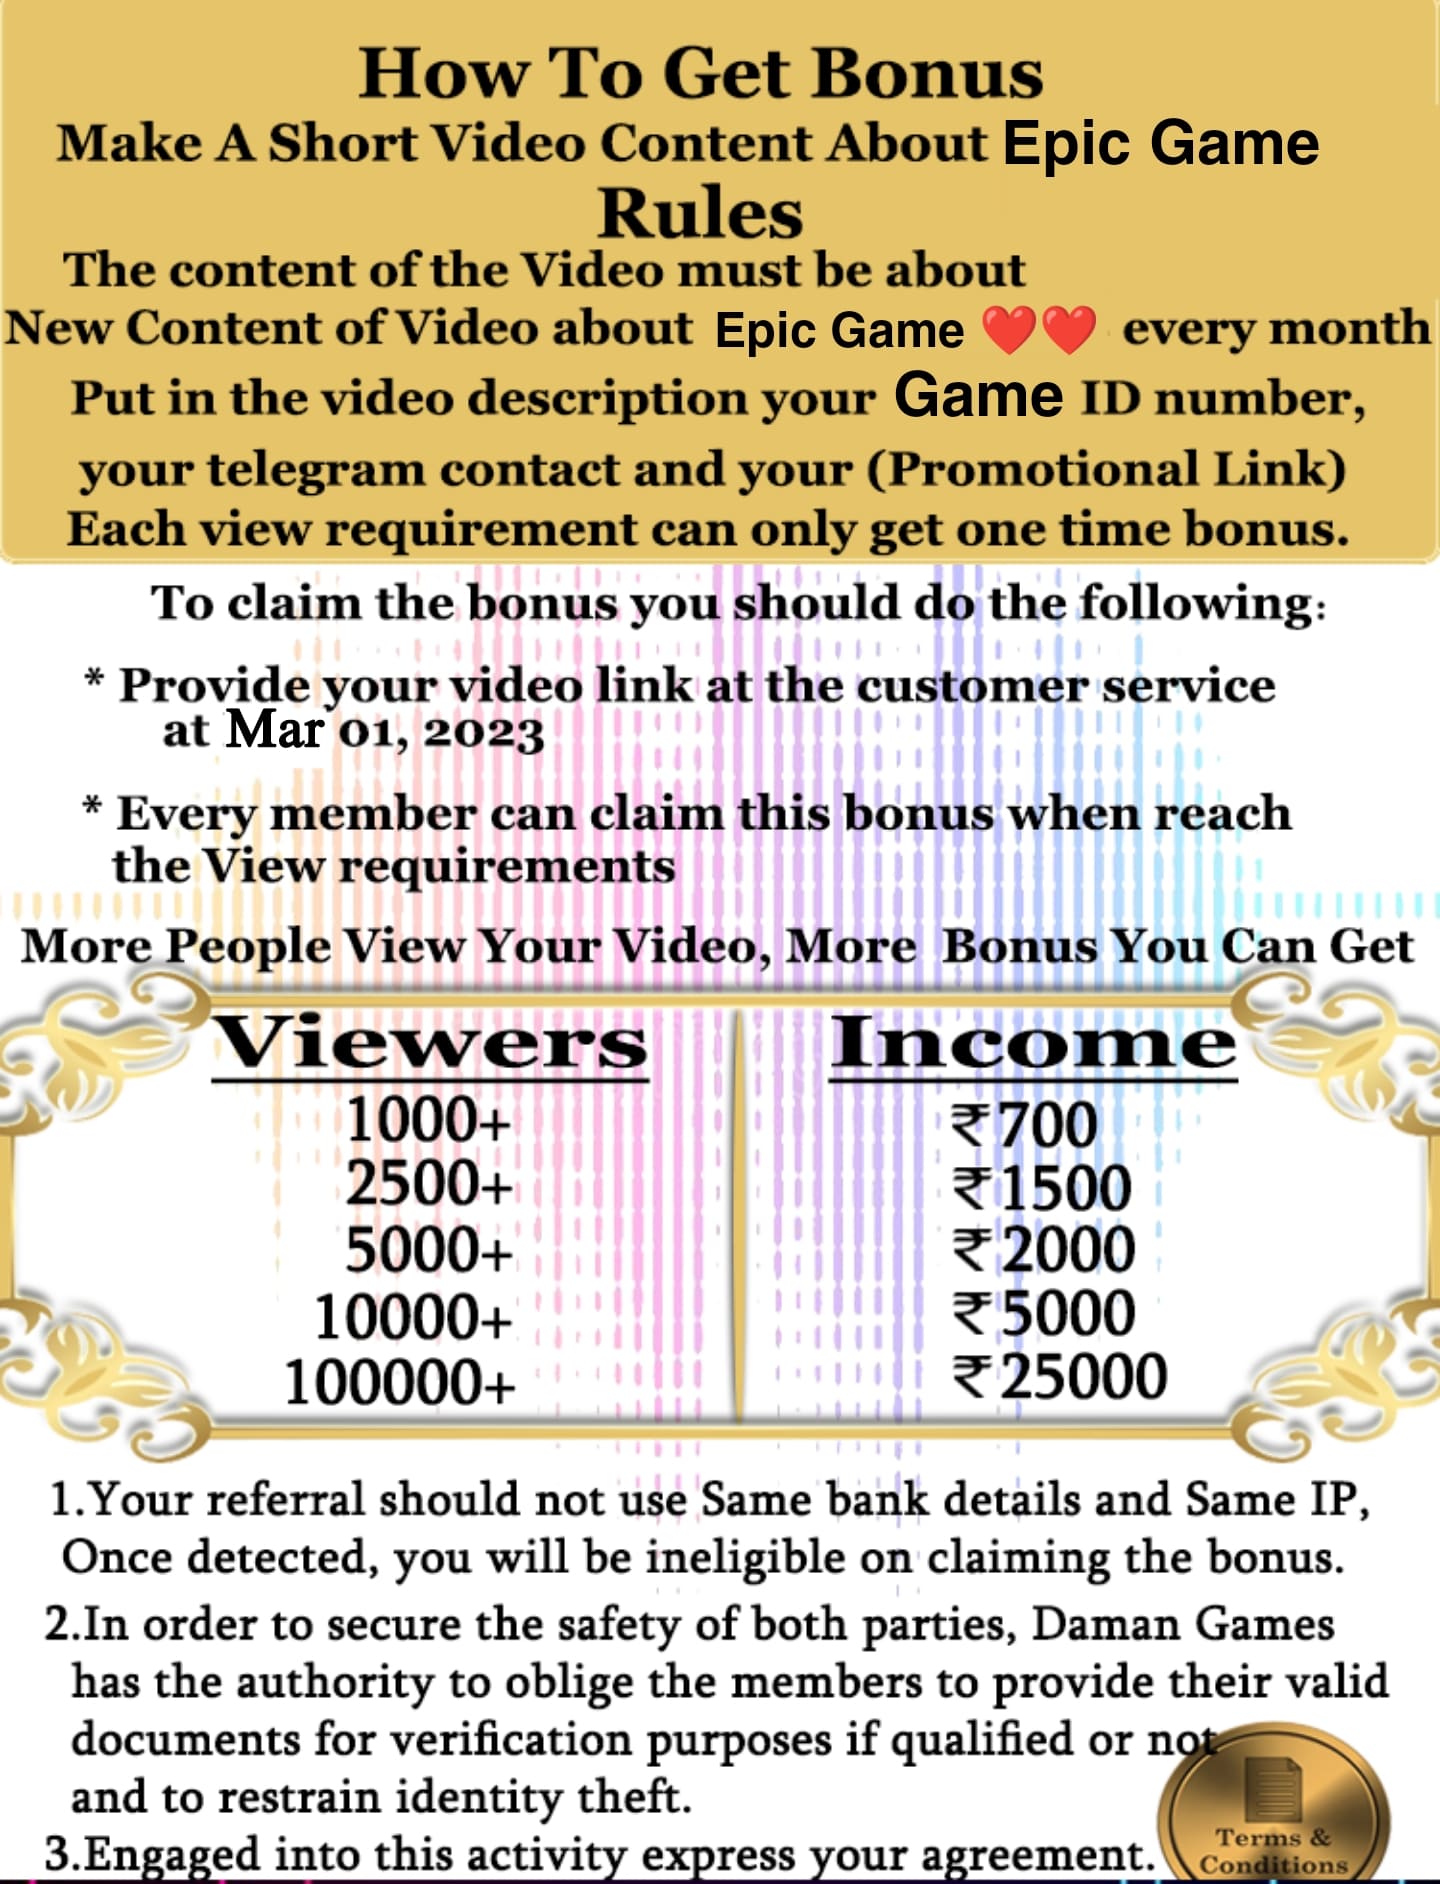 How To Get Bonus
Make A Short Video Content About Epic Game
Rules
The content of the Video must be about
New Content of Video about Epic Game ❤️❤️ every month
Put in the video description your Game ID number,
your telegram contact and your (Promotional Link)
Each view requirement can only get one time bonus.
To claim the bonus you should do the following:
* Provide your video link at the customer service
at Mar 01, 2023
* Every member can claim this bonus when reach
the View requirements
More People View Your Video, More Bonus You Can Get
Viewers Income
1000+ ₹700
2500+ ₹1500
5000+ ₹2000
10000+ ₹5000
100000+ ₹25000
1.Your referral should not use Same bank details and Same IP,
Once detected, you will be ineligible on claiming the bonus.
2.In order to secure the safety of both parties, Daman Games
has the authority to oblige the members to provide their valid
documents for verification purposes if qualified or not
and to restrain identity theft.
3.Engaged into this activity express your agreement.
Terms &
Conditions